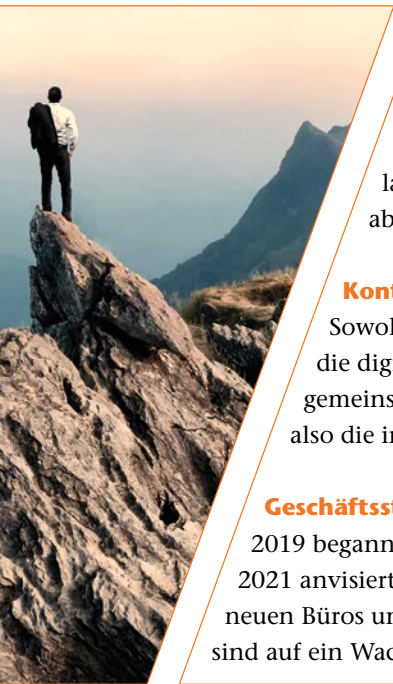 la
ab
Kont
Sowoh
die dig
gemeins
also die in
Geschäftsst
2019 begann
2021 anvisiert
neuen Büros un
sind auf ein Wac